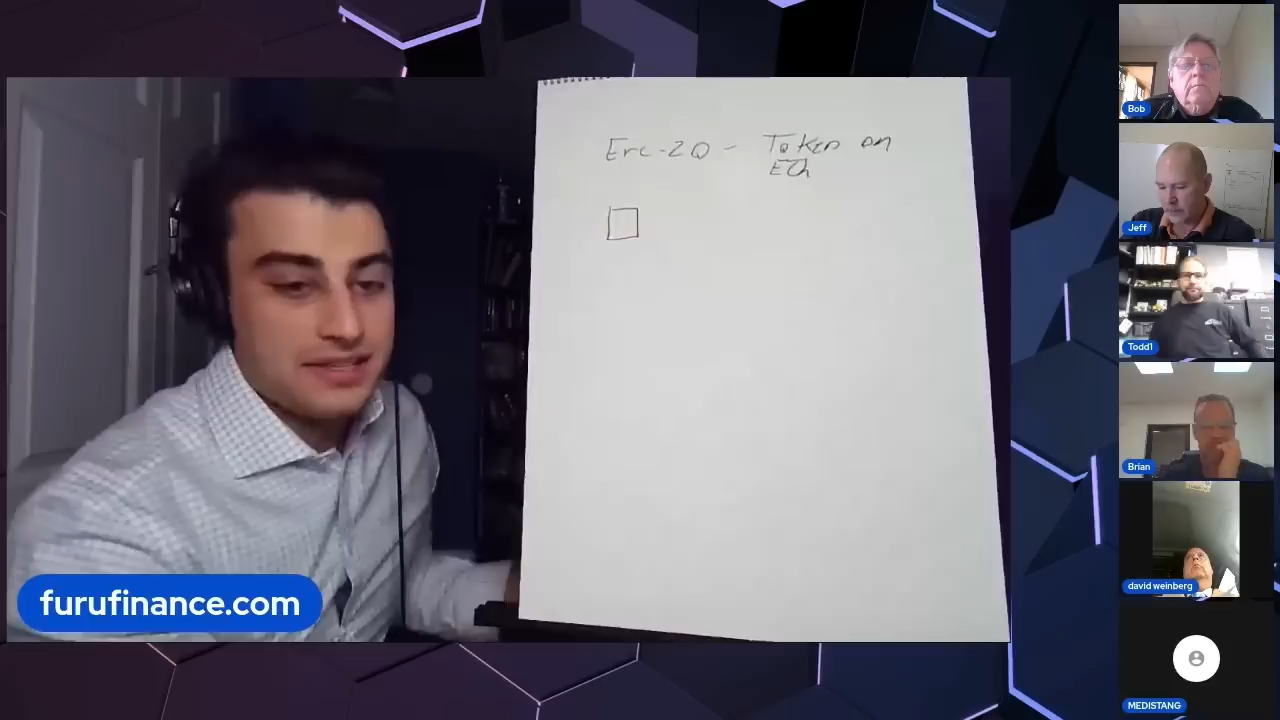 Erc-20 - Token on
Eth
furufinance.com
Bob
Jeff
Todd1
Brian
david weinberg
MEDISTANG